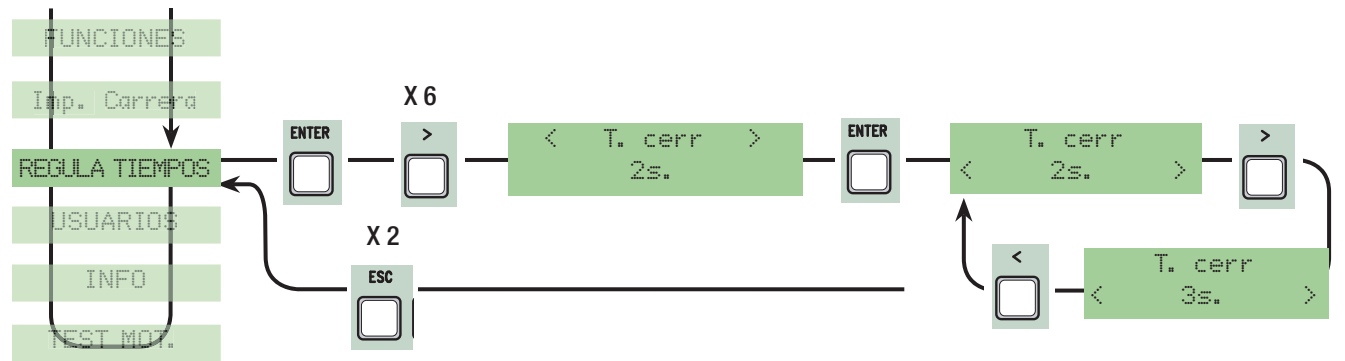 FUNCIONES
Imp. Carrera
REGULA TIEMPOS
USUARIOS
INFO
TEST MOT.
ENTER
X 6
>
< T. cerr >
2s.
ENTER
T. cerr
< 2s. >
>
X 2
ESC
<
T. cerr
< 3s. >